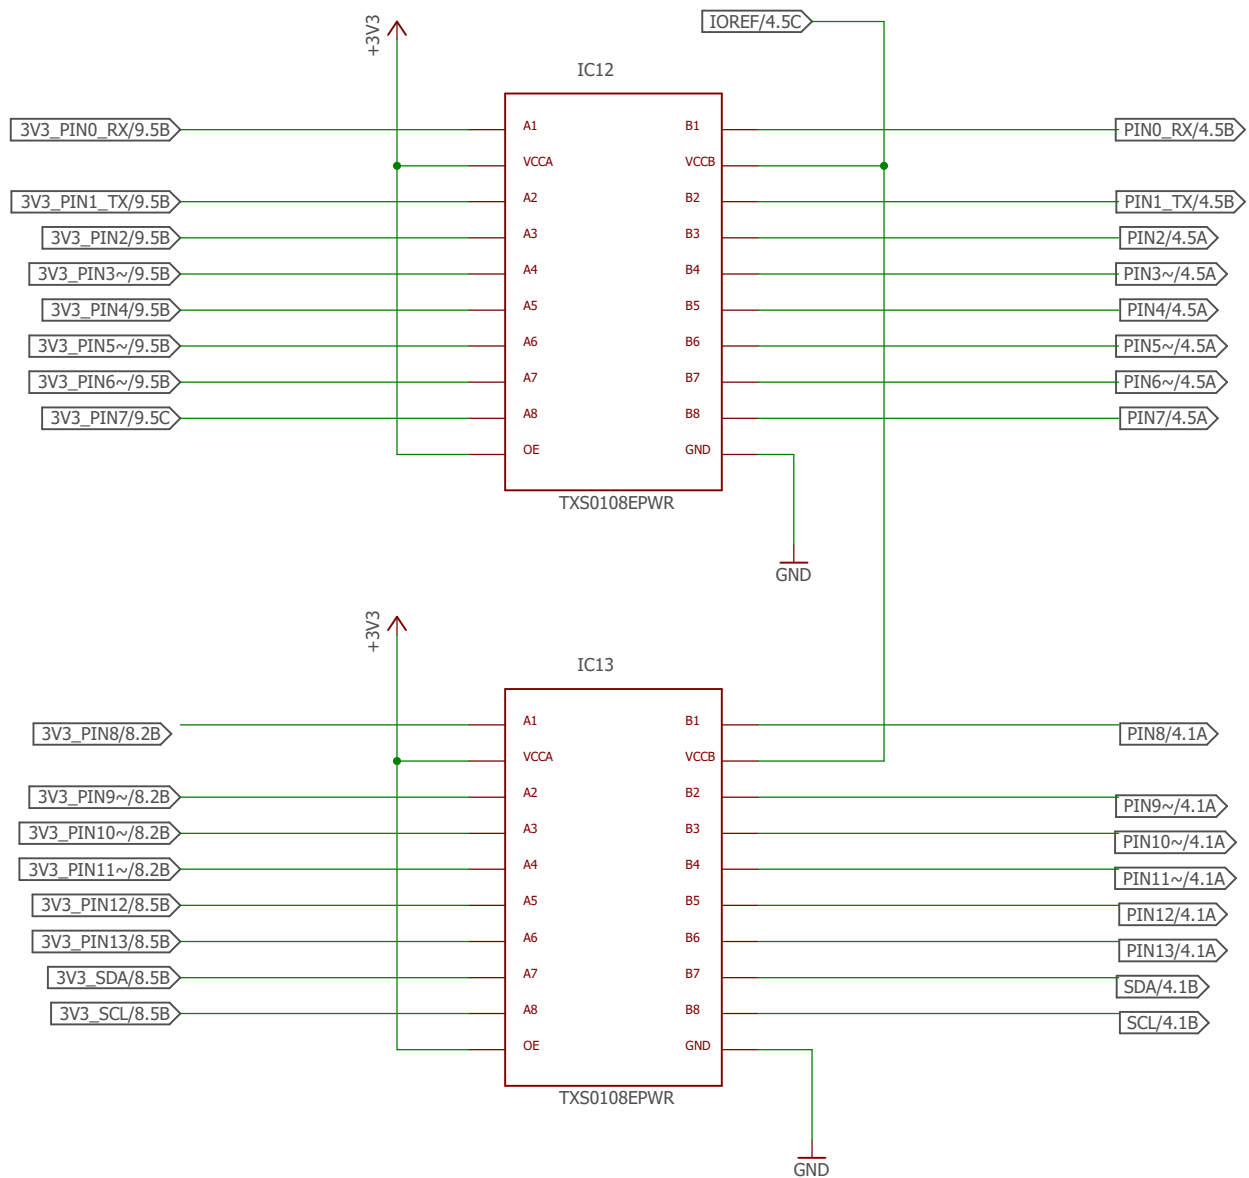 +3V3
IOREF/4.5C
IC12
3V3_PIN0_RX/9.5B A1 B1 PIN0_RX/4.5B
VCCA VCCB
3V3_PIN1_TX/9.5B A2 B2 PIN1_TX/4.5B
3V3_PIN2/9.5B A3 B3 PIN2/4.5A
3V3_PIN3~/9.5B A4 B4 PIN3~/4.5A
3V3_PIN4/9.5B A5 B5 PIN4/4.5A
3V3_PIN5~/9.5B A6 B6 PIN5~/4.5A
3V3_PIN6~/9.5B A7 B7 PIN6~/4.5A
3V3_PIN7/9.5C A8 B8 PIN7/4.5A
OE GND
TXS0108EPWR
GND
+3V3
IC13
3V3_PIN8/8.2B A1 B1 PIN8/4.1A
VCCA VCCB
3V3_PIN9~/8.2B A2 B2 PIN9~/4.1A
3V3_PIN10~/8.2B A3 B3 PIN10~/4.1A
3V3_PIN11~/8.2B A4 B4 PIN11~/4.1A
3V3_PIN12/8.5B A5 B5 PIN12/4.1A
3V3_PIN13/8.5B A6 B6 PIN13/4.1A
3V3_SDA/8.5B A7 B7 SDA/4.1B
3V3_SCL/8.5B A8 B8 SCL/4.1B
OE GND
TXS0108EPWR
GND